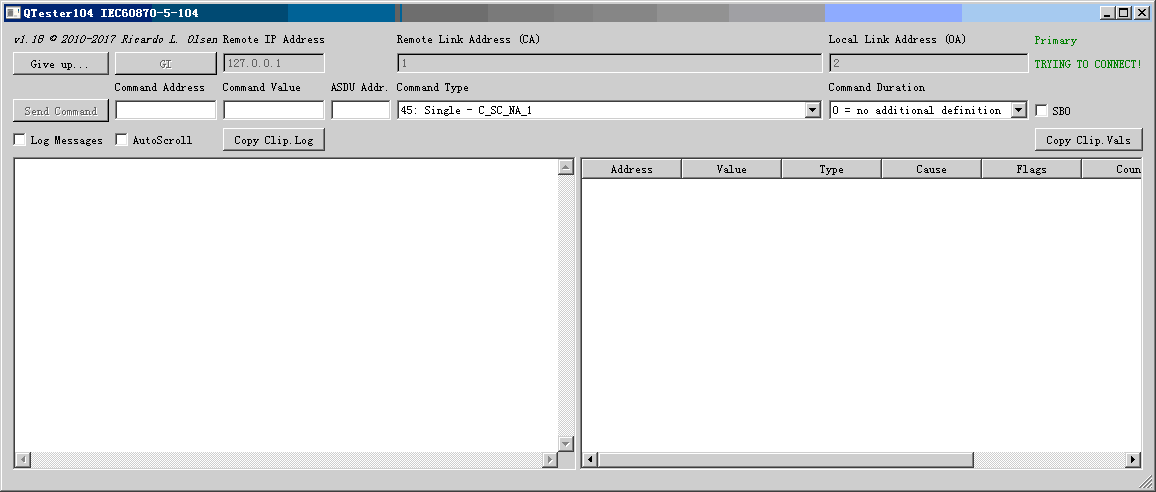 QTester104 IEC60870-5-104
v1.18 © 2010-2017 Ricardo L. Olsen Remote IP Address Remote Link Address (CA) Local Link Address (OA) Primary
Give up... GI 127.0.0.1 1 2 TRYING TO CONNECT!
Command Address Command Value ASDU Addr. Command Type Command Duration
Send Command 45: Single - C_SC_NA_1 0 = no additional definition SBO
Log Messages AutoScroll Copy Clip.Log Copy Clip.Vals
Address Value Type Cause Flags Coun